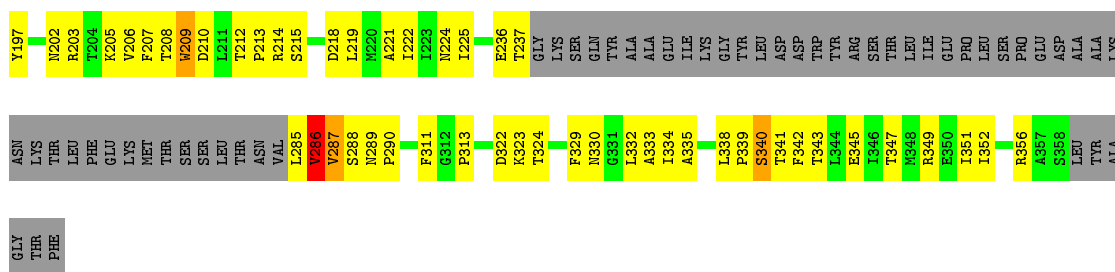 Y197 N202 R203 T204 K205 V206 F207 T208 W209 D210 L211 T212 P213 R214 S215 D218 L219 M220 A221 I222 I223 N224 I225 E236 T237 GLY LYS SER GLN TYR ALA ALA GLU ILE LYS GLY TYR LEU ASP ASP TRP TYR ARG SER THR LEU ILE GLU PRO LEU SER PRO GLU ASP ALA ALA LYS
ASN LYS THR LEU PHE GLU LYS MET THR SER SER LEU THR ASN VAL L285 V286 V287 S288 N289 P290 F311 G312 P313 D322 K323 T324 F329 N330 G331 L332 A333 I334 A335 L338 P339 S340 T341 F342 T343 L344 E345 I346 T347 M348 R349 E350 I351 I352 R356 A357 S358 LEU TYR ALA
GLY THR PHE